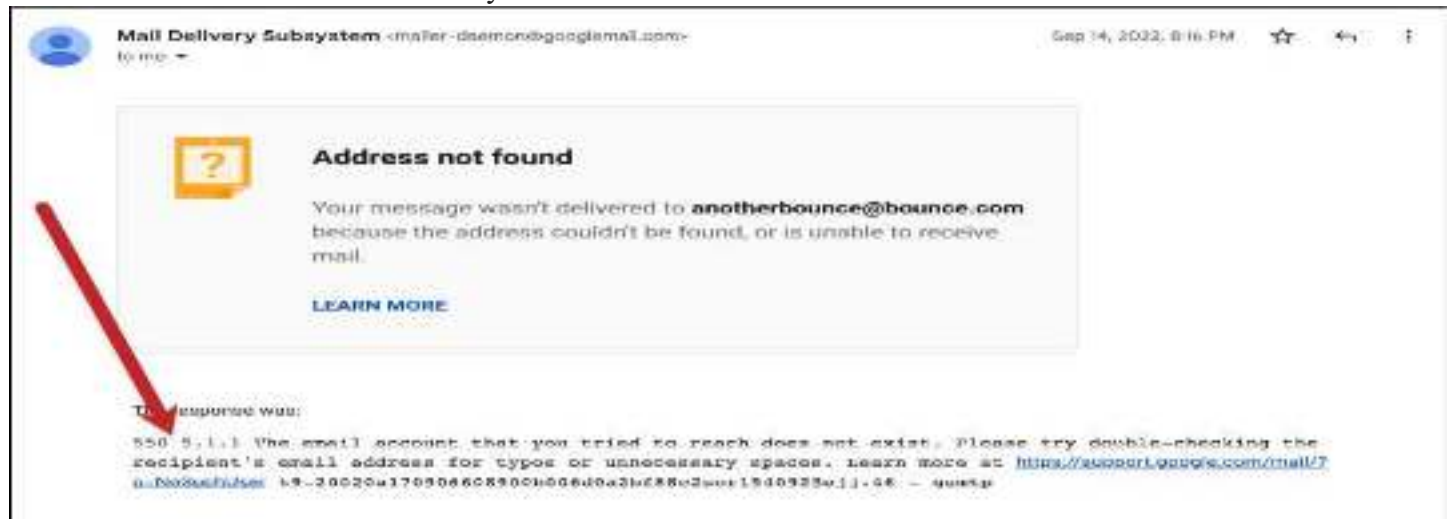 Mail Delivery Subsystem <mailer-daemon@googlemail.com>
Sep 14, 2022, 8:16 PM
to me
?
Address not found
Your message wasn't delivered to anotherbounce@bounce.com
because the address couldn't be found, or is unable to receive
mail.
LEARN MORE
The response was:
550 5.1.1 The email account that you tried to reach does not exist. Please try double-checking the
recipient's email address for typos or unnecessary spaces. Learn more at https://support.google.com/mail/?
p=NoSuchUser - gsmtp